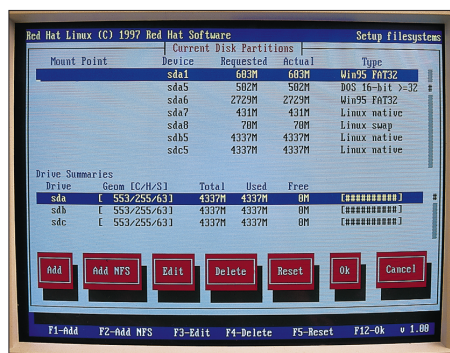 Red Hat Linux (C) 1997 Red Hat Software Setup filesystems
Current Disk Partitions
Mount Point Device Requested Actual Type
sda1 603M 603M Win95 FAT32
sda5 502M 502M DOS 16-bit >=32
sda6 2729M 2729M Win95 FAT32
sda7 431M 431M Linux native
sda8 70M 70M Linux swap
sdb5 4337M 4337M Linux native
sdc5 4337M 4337M Linux native
Drive Summaries
Drive Geom [C/H/S] Total Used Free
sda [ 553/255/63] 4337M 4337M 0M [##########]
sdb [ 553/255/63] 4337M 4337M 0M [##########]
sdc [ 553/255/63] 4337M 4337M 0M [##########]
Add Add NFS Edit Delete Reset Ok Cancel
F1-Add F2-Add NFS F3-Edit F4-Delete F5-Reset F12-Ok v 1.00